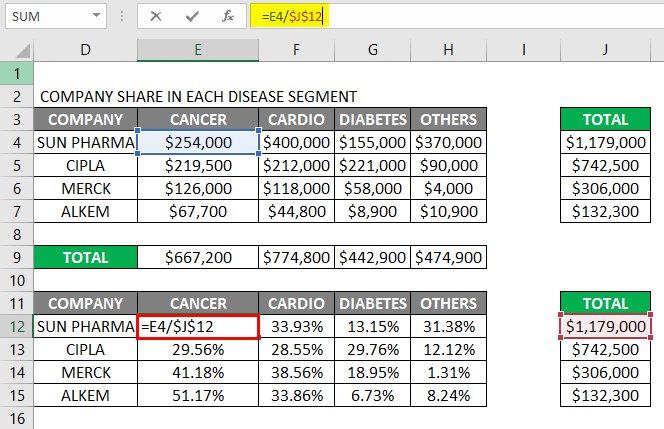 SUM fx =E4/$J$12
D E F G H I J
1
2 COMPANY SHARE IN EACH DISEASE SEGMENT
3 COMPANY CANCER CARDIO DIABETES OTHERS TOTAL
4 SUN PHARMA $254,000 $400,000 $155,000 $370,000 $1,179,000
5 CIPLA $219,500 $212,000 $221,000 $90,000 $742,500
6 MERCK $126,000 $118,000 $58,000 $4,000 $306,000
7 ALKEM $67,700 $44,800 $8,900 $10,900 $132,300
8
9 TOTAL $667,200 $774,800 $442,900 $474,900
10
11 COMPANY CANCER CARDIO DIABETES OTHERS TOTAL
12 SUN PHARMA =E4/$J$12 33.93% 13.15% 31.38% $1,179,000
13 CIPLA 29.56% 28.55% 29.76% 12.12% $742,500
14 MERCK 41.18% 38.56% 18.95% 1.31% $306,000
15 ALKEM 51.17% 33.86% 6.73% 8.24% $132,300
16